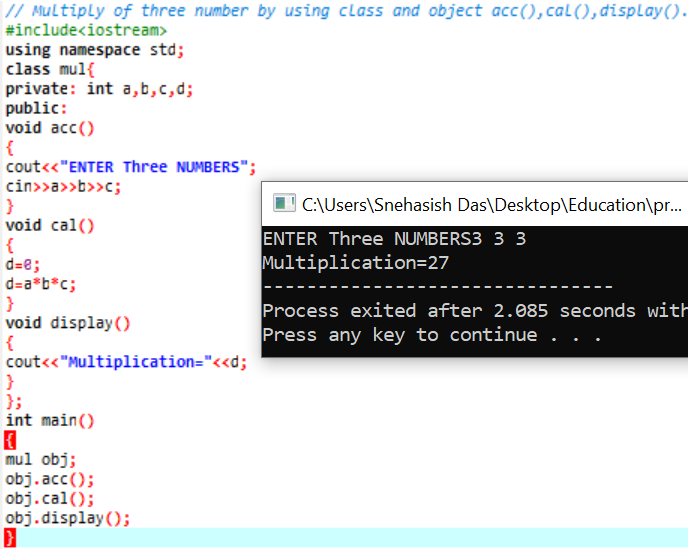 // Multiply of three number by using class and object acc(),cal(),display().
#include<iostream>
using namespace std;
class mul{
private: int a,b,c,d;
public:
void acc()
{
cout<<"ENTER Three NUMBERS";
cin>>a>>b>>c;
}
void cal()
{
d=0;
d=a*b*c;
}
void display()
{
cout<<"Multiplication="<<d;
}
};
int main()
{
mul obj;
obj.acc();
obj.cal();
obj.display();
}
C:\Users\Snehasish Das\Desktop\Education\pr...
ENTER Three NUMBERS3 3 3
Multiplication=27
--------------------------------
Process exited after 2.085 seconds with
Press any key to continue . . .